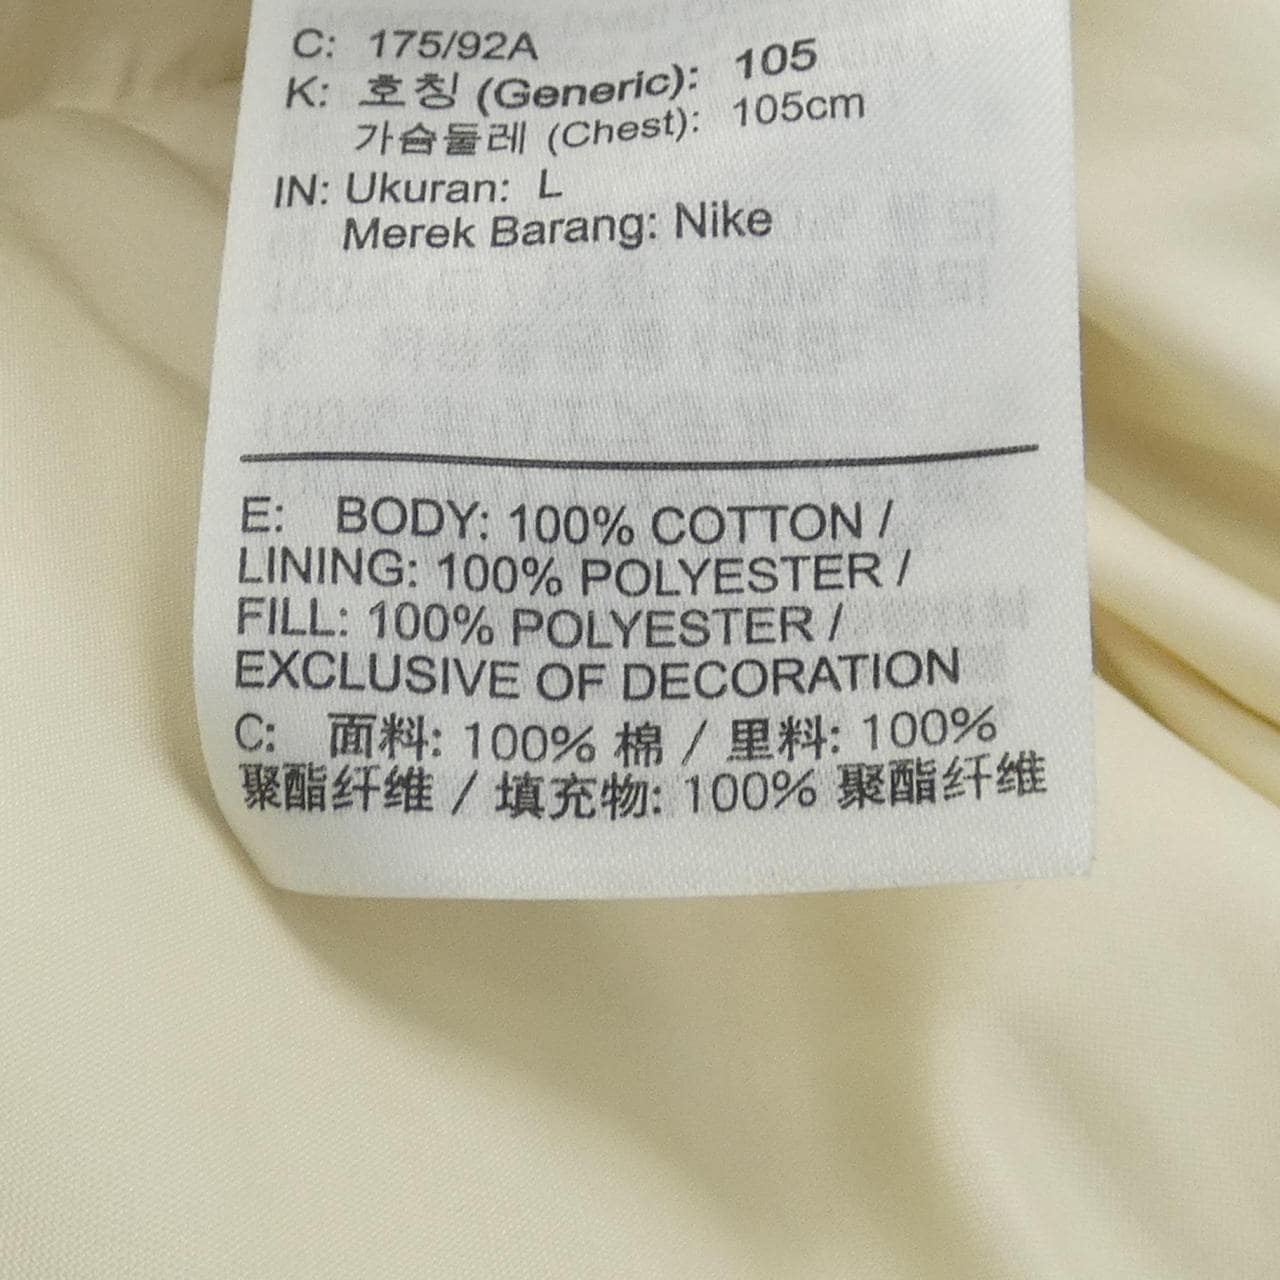 C: 175/92A
K: 호칭 (Generic): 105
가슴둘레 (Chest): 105cm
IN: Ukuran: L
Merek Barang: Nike
E: BODY: 100% COTTON /
LINING: 100% POLYESTER /
FILL: 100% POLYESTER /
EXCLUSIVE OF DECORATION
C: 面料: 100% 棉 / 里料: 100%
聚酯纤维 / 填充物: 100% 聚酯纤维